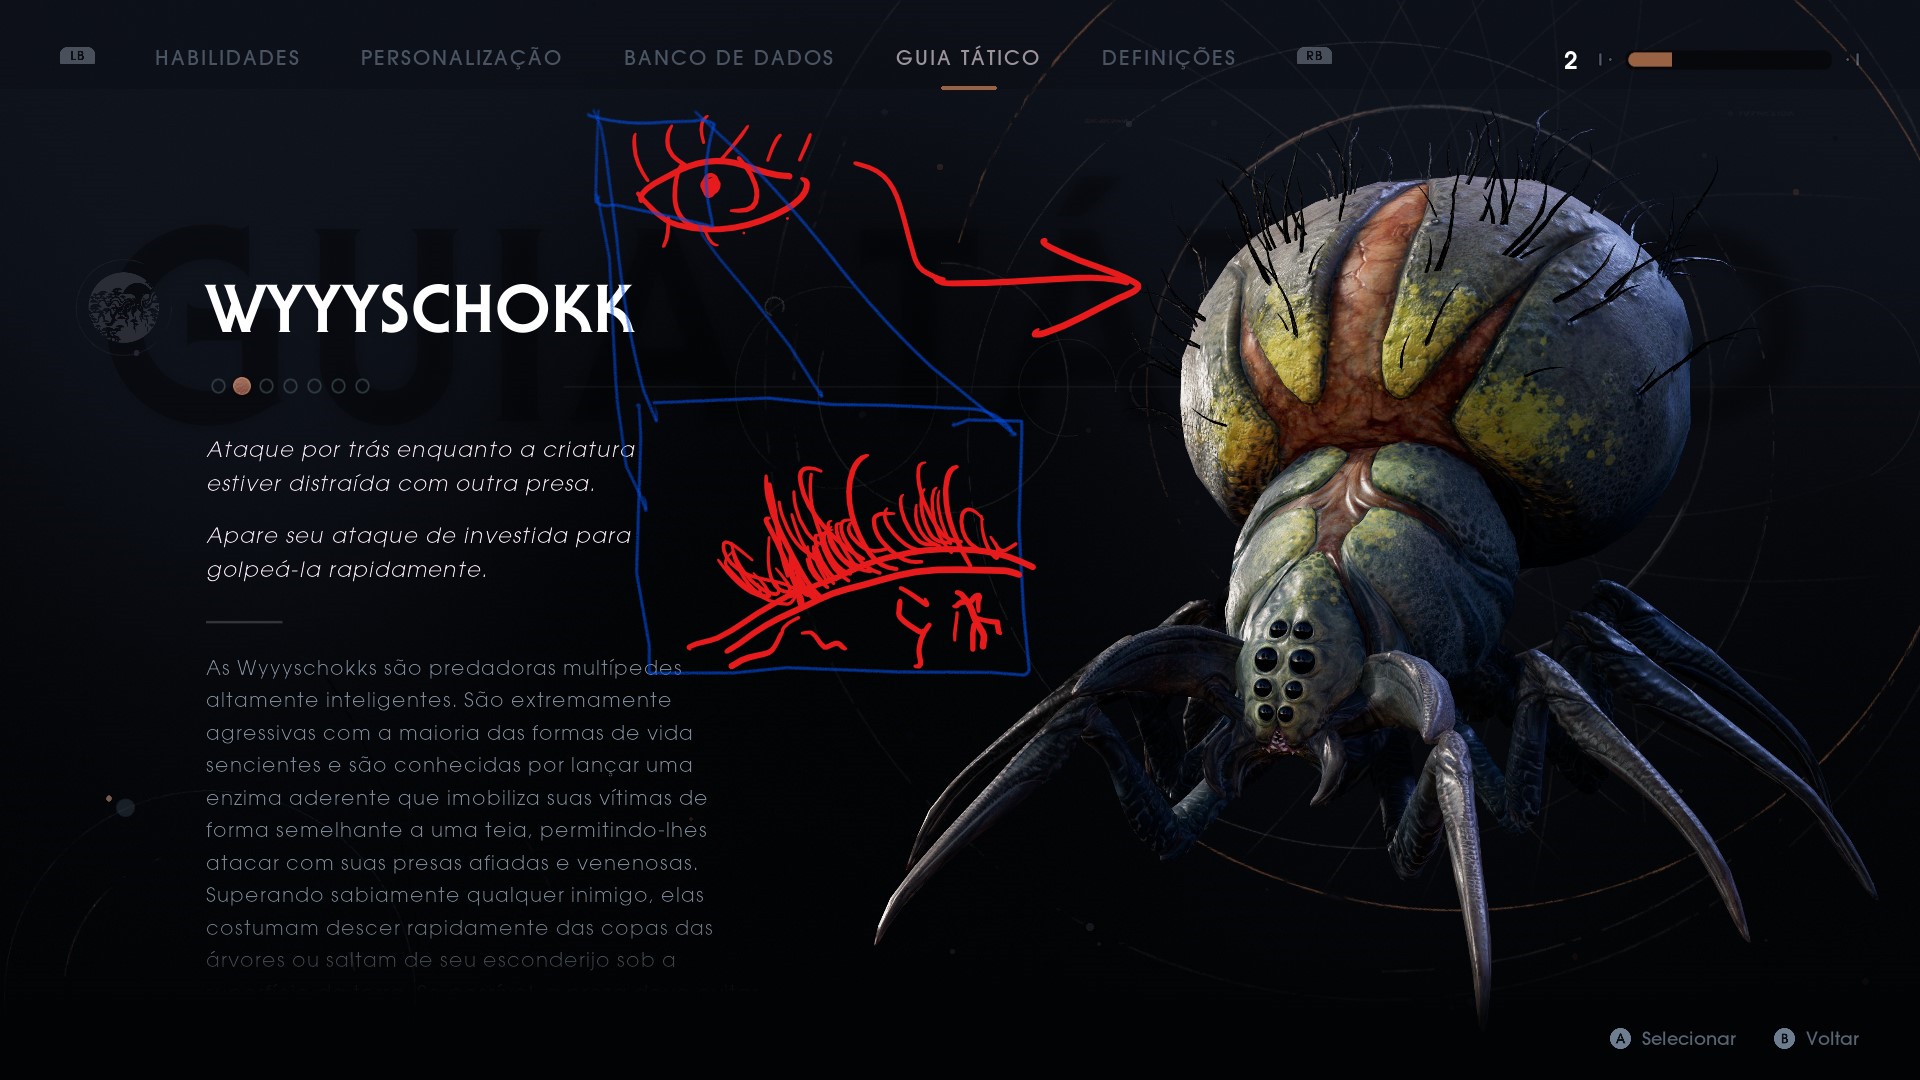 LB HABILIDADES PERSONALIZAÇÃO BANCO DE DADOS GUIA TÁTICO DEFINIÇÕES RB 2
GUIA TÁTICO
WYYYSCHOKK
Ataque por trás enquanto a criatura
estiver distraída com outra presa.
Apare seu ataque de investida para
golpeá-la rapidamente.
As Wyyyschokks são predadoras multípedes
altamente inteligentes. São extremamente
agressivas com a maioria das formas de vida
sencientes e são conhecidas por lançar uma
enzima aderente que imobiliza suas vítimas de
forma semelhante a uma teia, permitindo-lhes
atacar com suas presas afiadas e venenosas.
Superando sabiamente qualquer inimigo, elas
costumam descer rapidamente das copas das
árvores ou saltam de seu esconderijo sob a
A Selecionar B Voltar